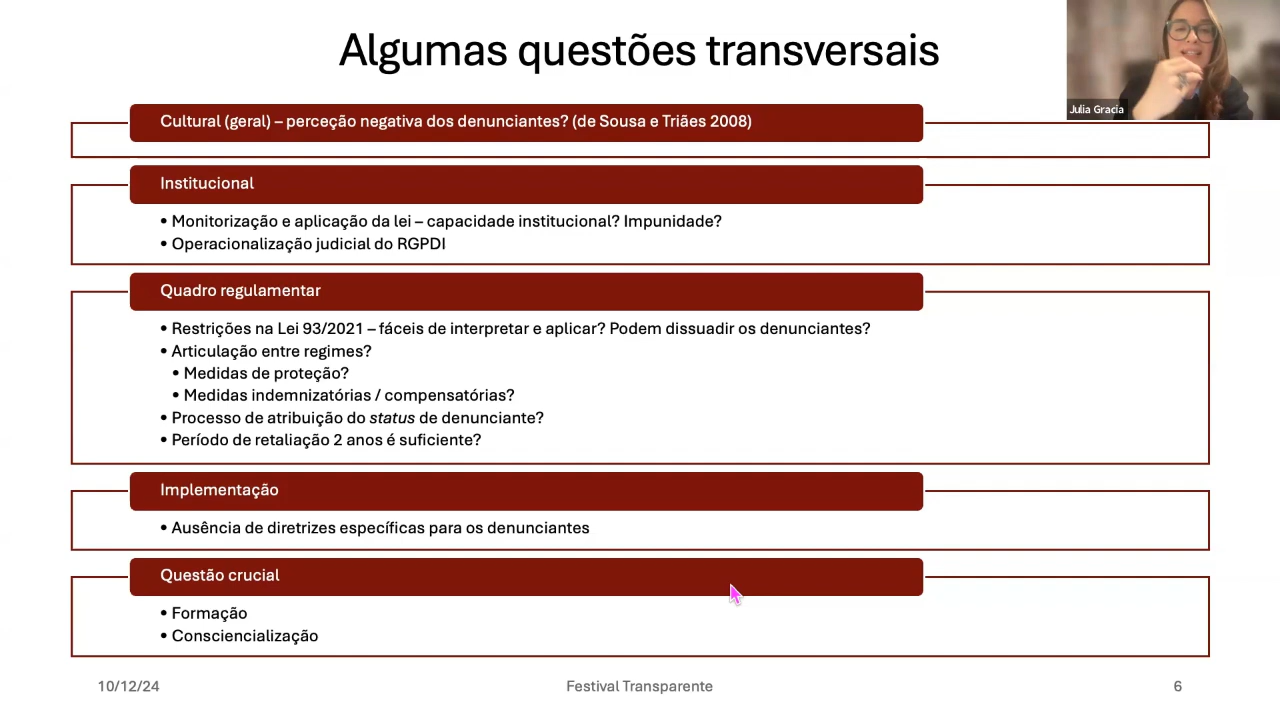 Algumas questões transversais
Julia Gracia
Cultural (geral) – perceção negativa dos denunciantes? (de Sousa e Triães 2008)
Institucional
• Monitorização e aplicação da lei – capacidade institucional? Impunidade?
• Operacionalização judicial do RGPDI
Quadro regulamentar
• Restrições na Lei 93/2021 – fáceis de interpretar e aplicar? Podem dissuadir os denunciantes?
• Articulação entre regimes?
• Medidas de proteção?
• Medidas indemnizatórias / compensatórias?
• Processo de atribuição do status de denunciante?
• Período de retaliação 2 anos é suficiente?
Implementação
• Ausência de diretrizes específicas para os denunciantes
Questão crucial
• Formação
• Consciencialização
10/12/24
Festival Transparente
6